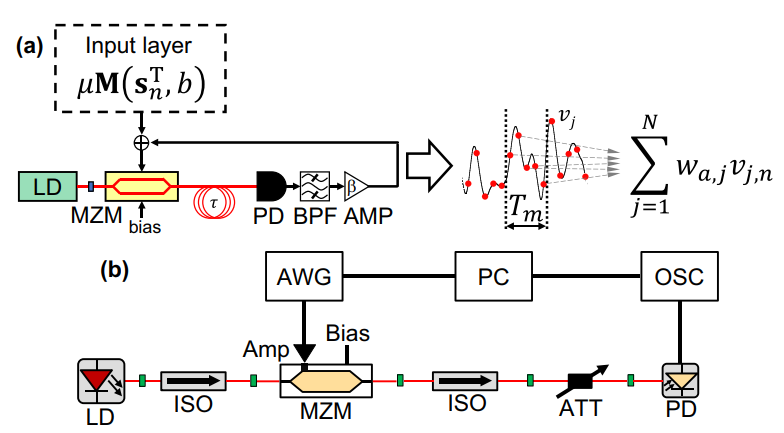 (a)
Input layer
μM(s_n^T, b)
v_j
LD
MZM
bias
τ
PD
BPF
β
AMP
T_m
∑_{j=1}^{N} w_{a,j} v_{j,n}
(b)
AWG
PC
OSC
Amp
Bias
LD
ISO
MZM
ISO
ATT
PD